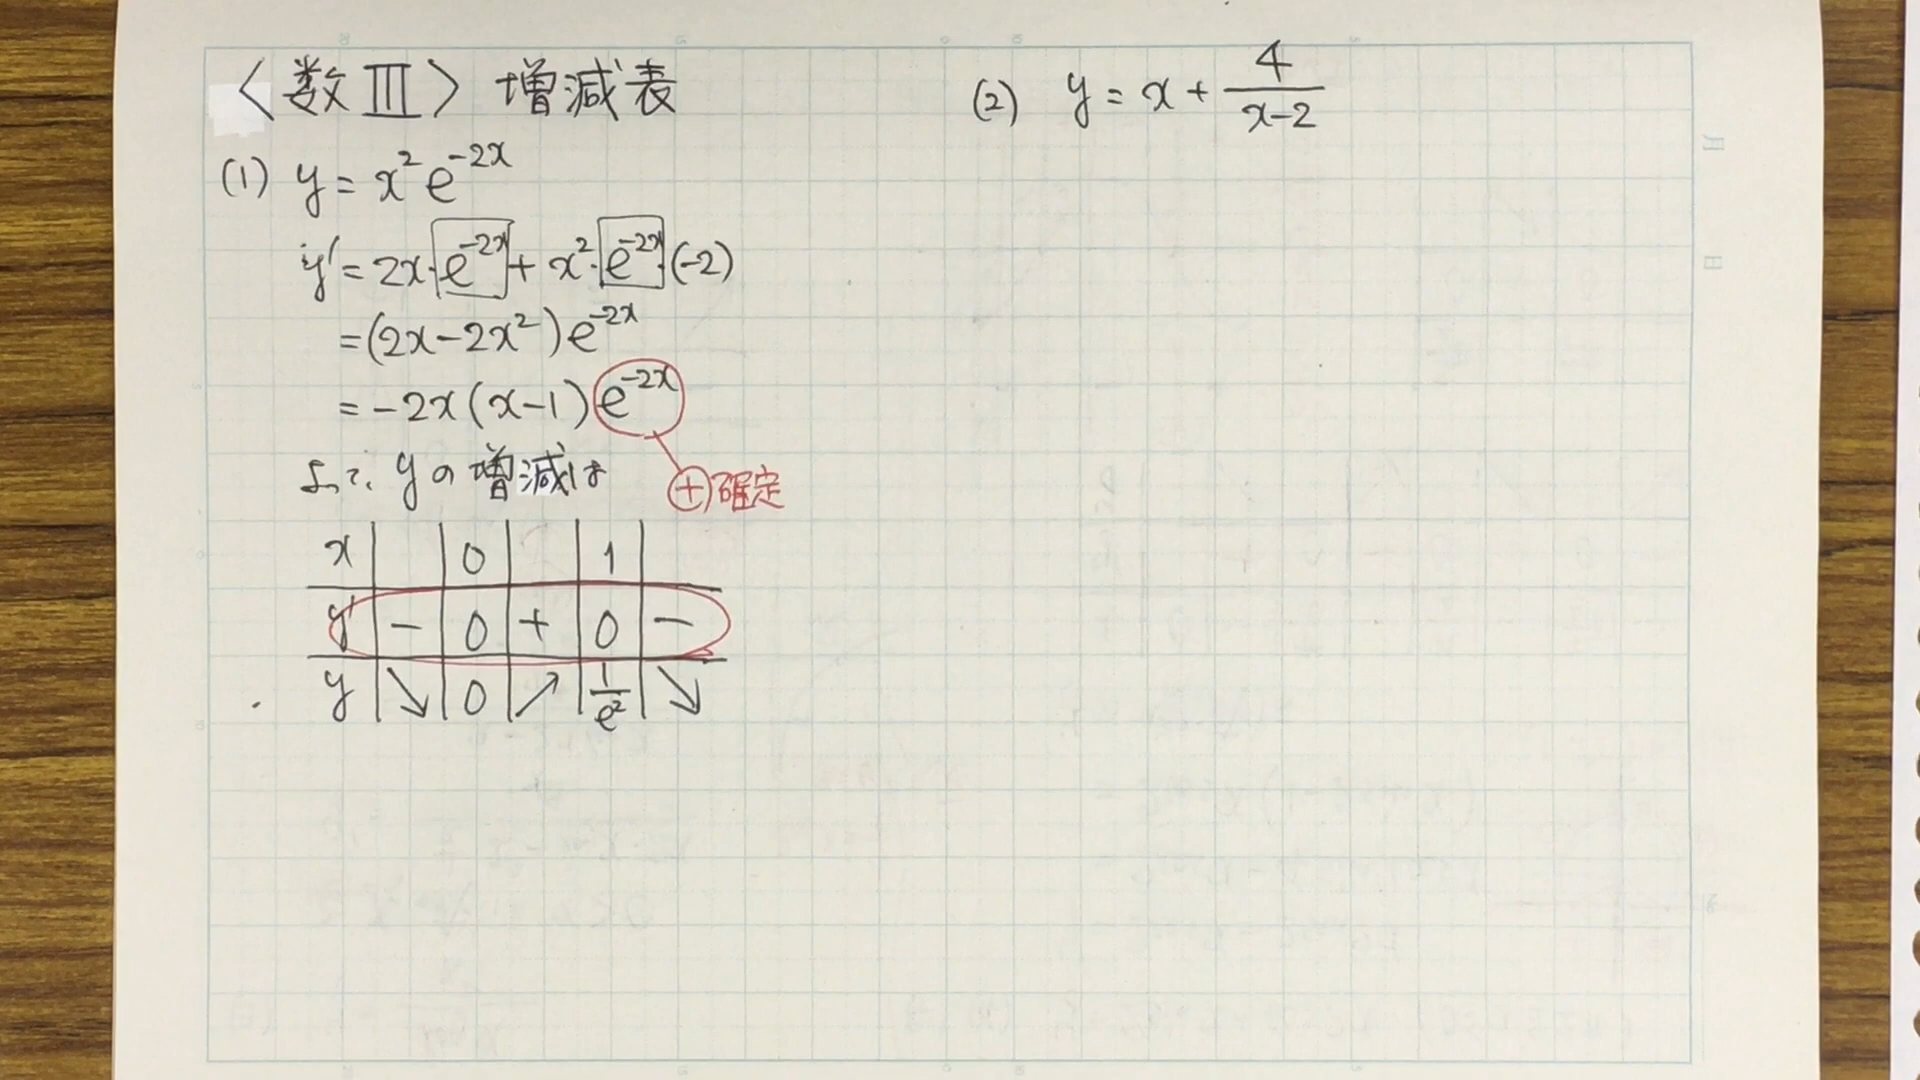 〈数Ⅲ〉増減表
(1) y = x²e^{-2x}
y' = 2x・e^{-2x} + x²・e^{-2x}・(-2)
= (2x-2x²)e^{-2x}
= -2x(x-1)e^{-2x}
よって、yの増減は
⊕確定
x | | 0 | | 1 |
y' | - | 0 | + | 0 | -
y | ↘ | 0 | ↗ | 1/e² | ↘
(2) y = x + 4/(x-2)
月
日